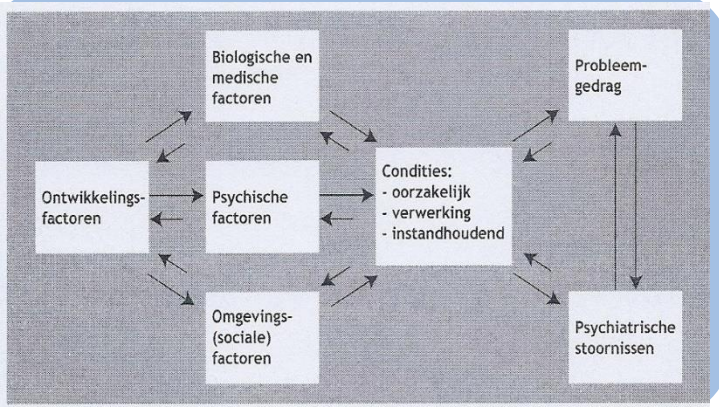 Biologische en
medische
factoren
Probleem-
gedrag
Ontwikkelings-
factoren
Psychische
factoren
Condities:
- oorzakelijk
- verwerking
- instandhoudend
Omgevings-
(sociale)
factoren
Psychiatrische
stoornissen